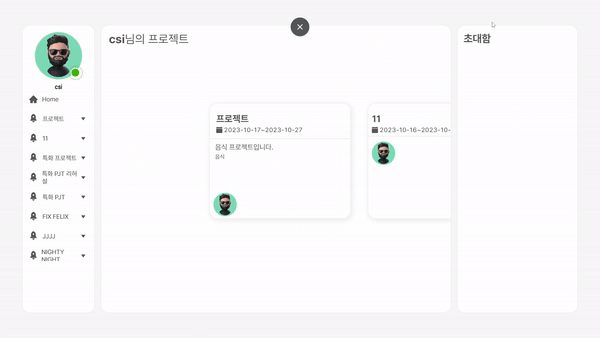 csi
Home
프로젝트
11
특화 프로젝트
특화 PJT 리허
설
특화 PJT
FIX FELIX
JJJJ
NIGHTY
NIGHT
csi님의 프로젝트
프로젝트
2023-10-17~2023-10-27
음식 프로젝트입니다.
음식
11
2023-10-16~2023-10-
초대함